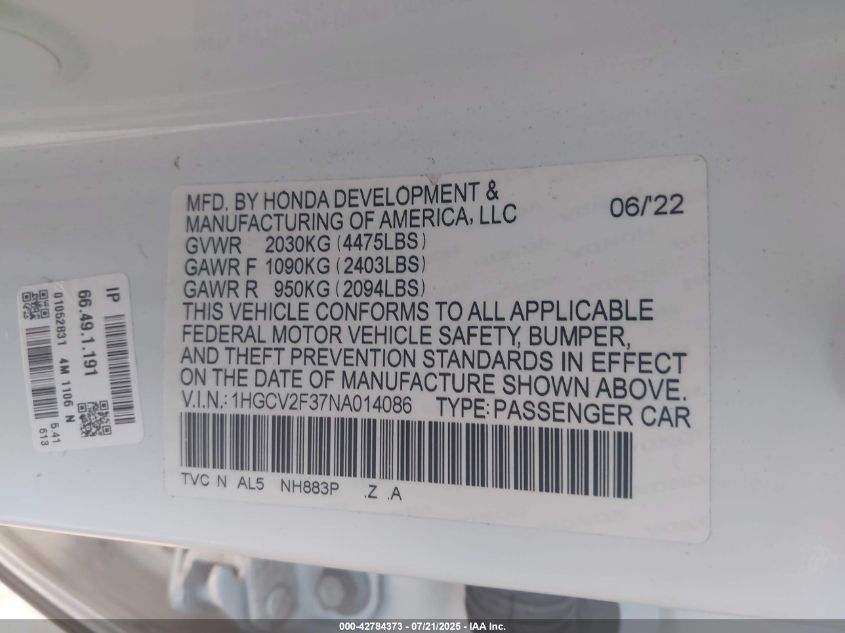 MFD. BY HONDA DEVELOPMENT &
MANUFACTURING OF AMERICA, LLC
06/'22
GVWR 2030KG (4475LBS)
GAWR F 1090KG (2403LBS)
GAWR R 950KG (2094LBS)
THIS VEHICLE CONFORMS TO ALL APPLICABLE
FEDERAL MOTOR VEHICLE SAFETY, BUMPER,
AND THEFT PREVENTION STANDARDS IN EFFECT
ON THE DATE OF MANUFACTURE SHOWN ABOVE.
V.I.N.: 1HGCV2F37NA014086 TYPE: PASSENGER CAR
TVC N AL5 NH883P .Z .A
IP
66.49.1.191
01052831 4M 1106 N
5.41
613
000-42784373 - 07/21/2025 - IAA Inc.